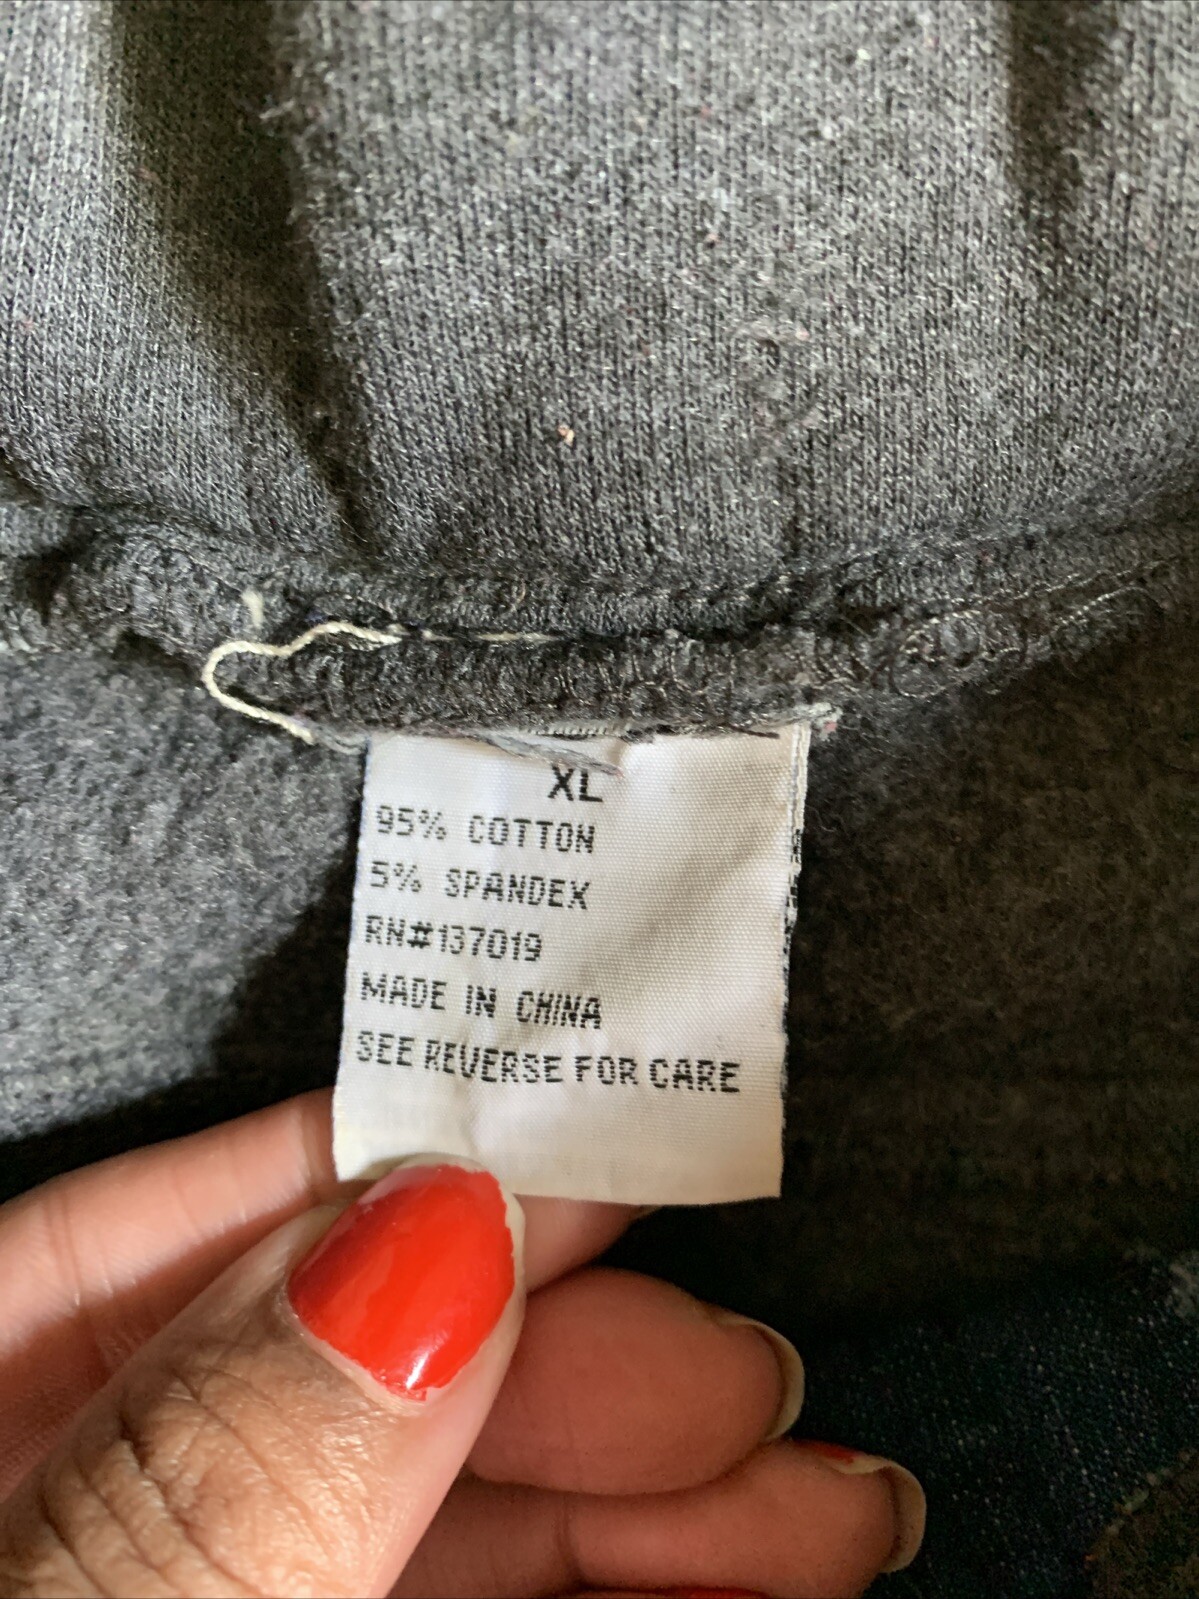 XL
95% COTTON
5% SPANDEX
RN#137019
MADE IN CHINA
SEE REVERSE FOR CARE